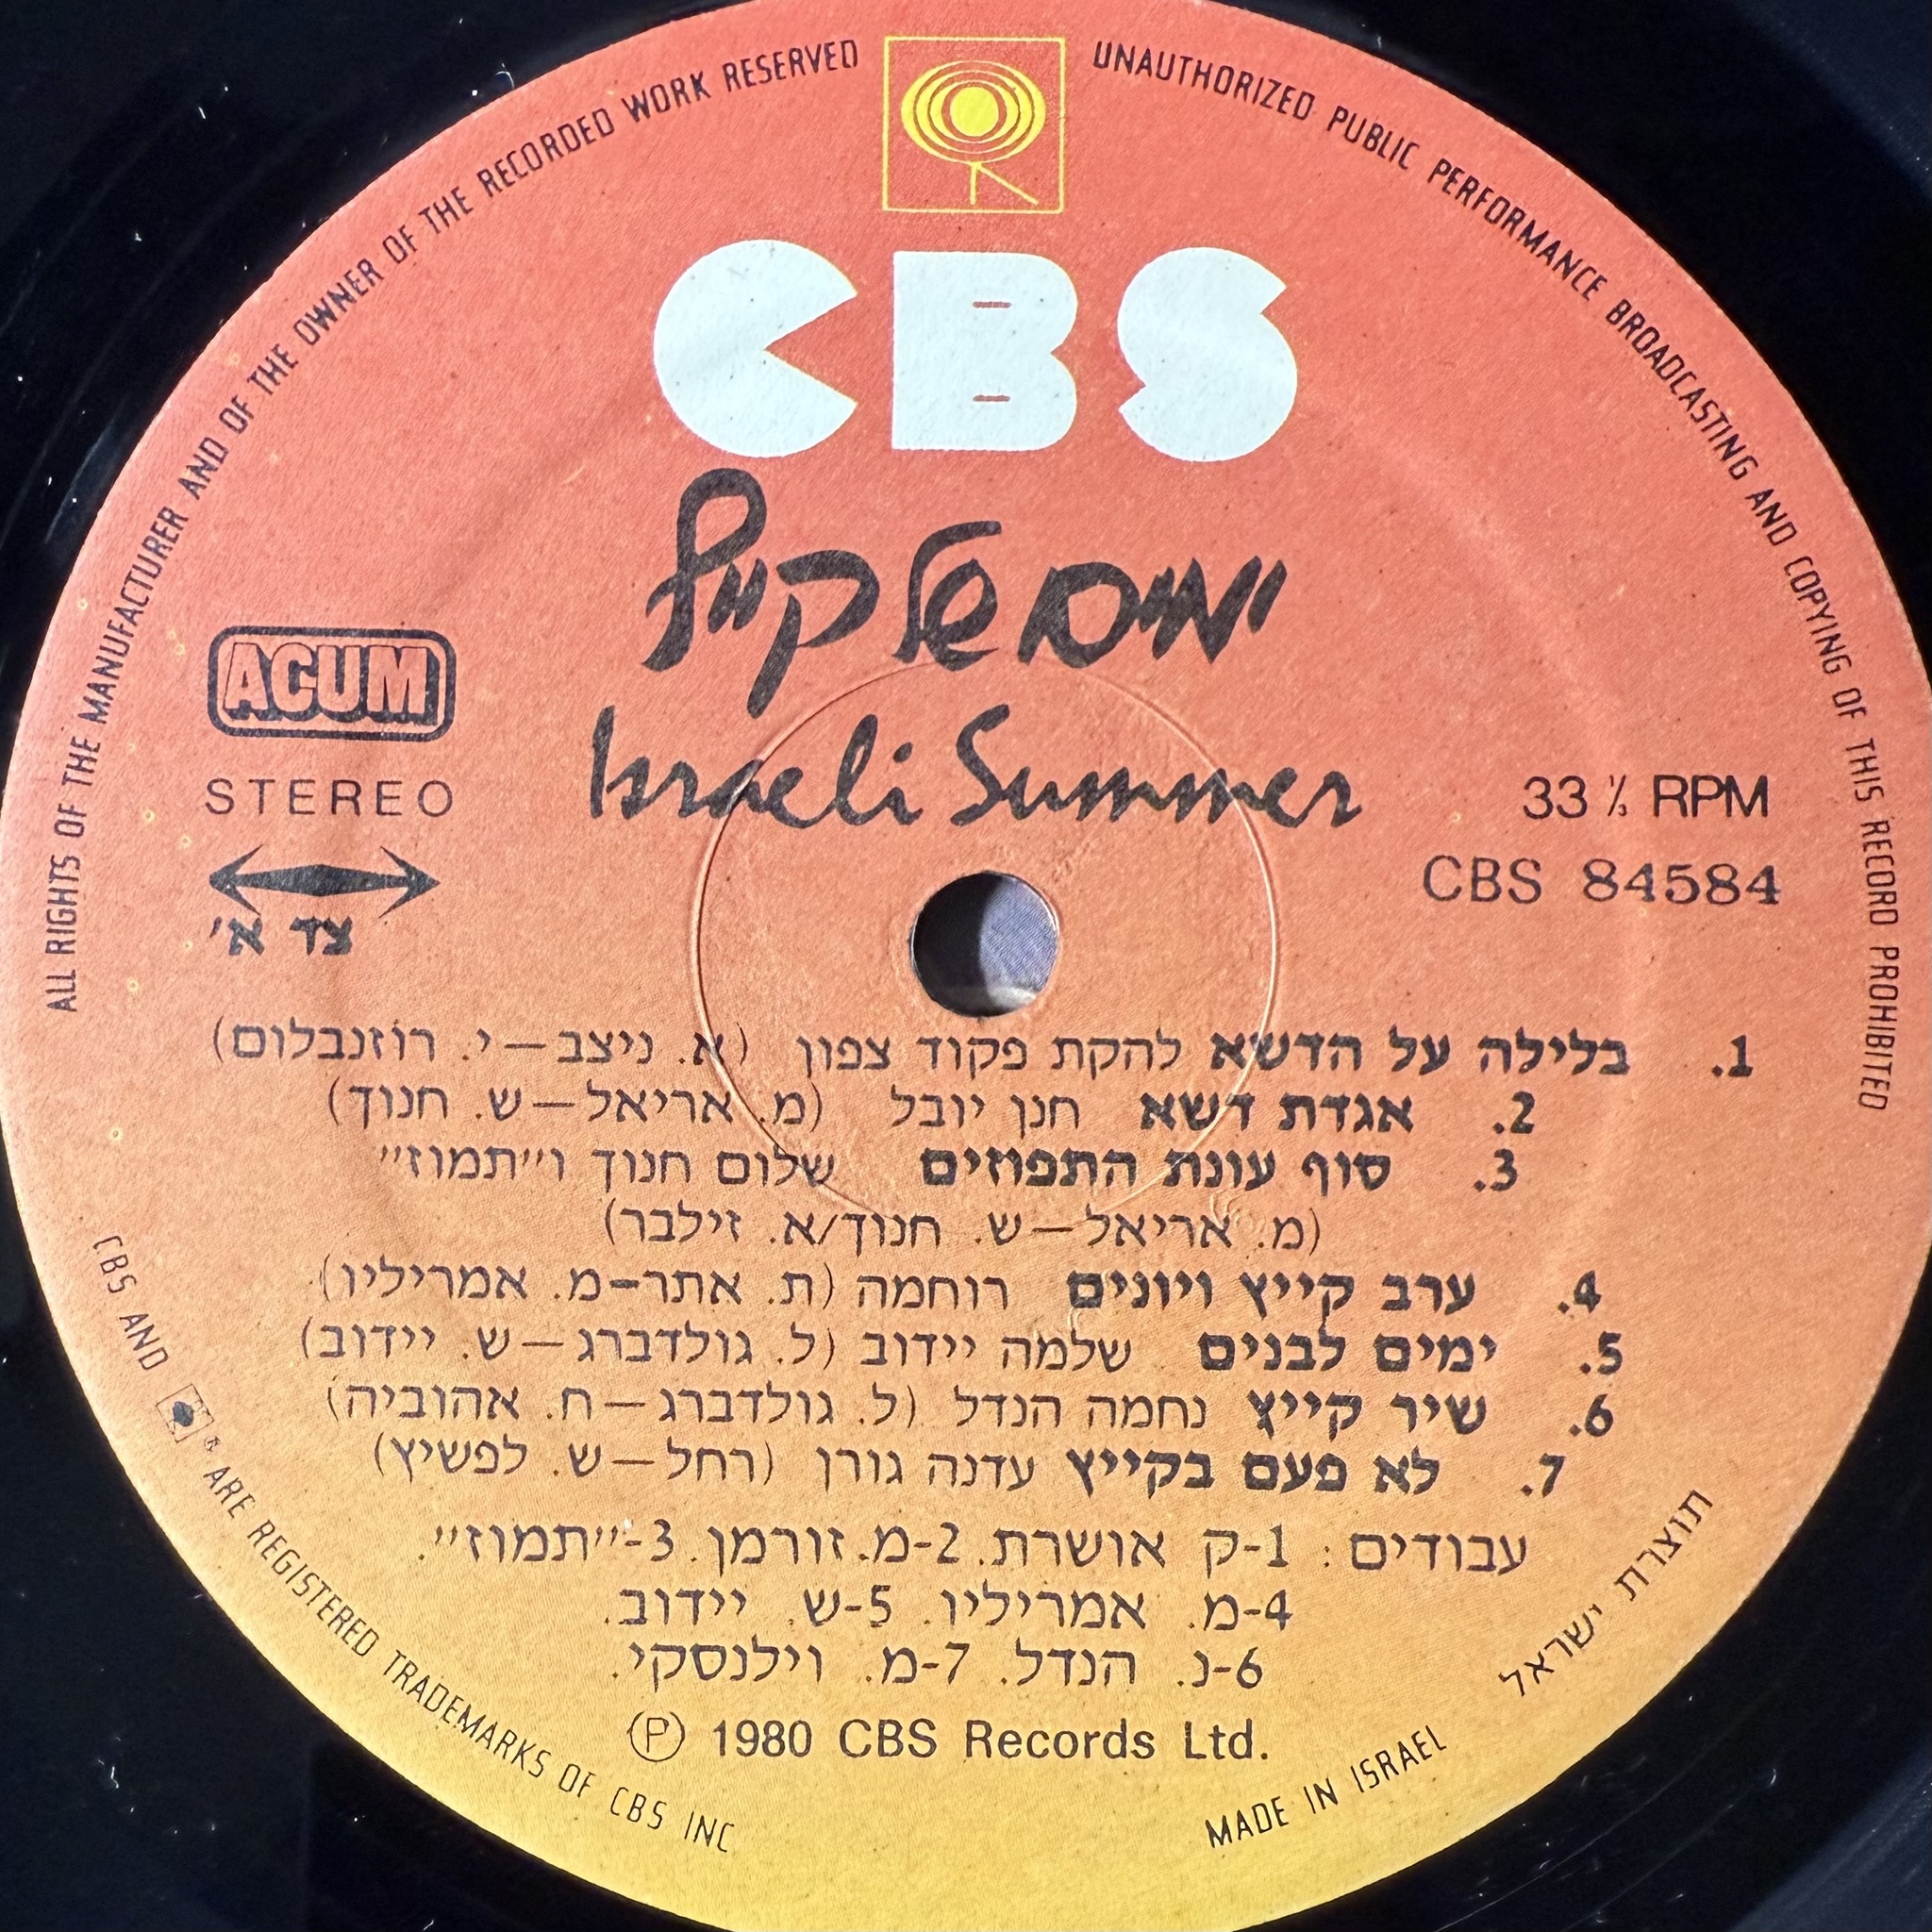 ALL RIGHTS OF THE MANUFACTURER AND OF THE OWNER OF THE RECORDED WORK RESERVED
UNAUTHORIZED PUBLIC PERFORMANCE BROADCASTING AND COPYING OF THIS RECORD PROHIBITED
CBS
ימים של קייץ
Israeli Summer
ACUM
STEREO
צד א'
33 ⅓ RPM
CBS 84584
1. בלילה על הדשא להקת פקוד צפון (א. ניצב–י. רוזנבלום)
2. אגדת דשא חנן יובל (מ. אריאל–ש. חנוך)
3. סוף עונת התפוזים שלום חנוך ו"תמוז"
(מ. אריאל–ש. חנוך/א. זילבר)
4. ערב קייץ ויונים רוחמה (ת. אתר–מ. אמריליו)
5. ימים לבנים שלמה יידוב (ל. גולדברג–ש. יידוב)
6. שיר קייץ נחמה הנדל (ל. גולדברג–ח. אהוביה)
7. לא פעם בקייץ עדנה גורן (רחל–ש. לפשיץ)
עבודים: 1-ק אושרת. 2-מ. זורמן. 3-"תמוז".
4-מ. אמריליו. 5-ש. יידוב.
6-נ. הנדל. 7-מ. וילנסקי.
Ⓟ 1980 CBS Records Ltd.
CBS AND ® ARE REGISTERED TRADEMARKS OF CBS INC
MADE IN ISRAEL
תוצרת ישראל